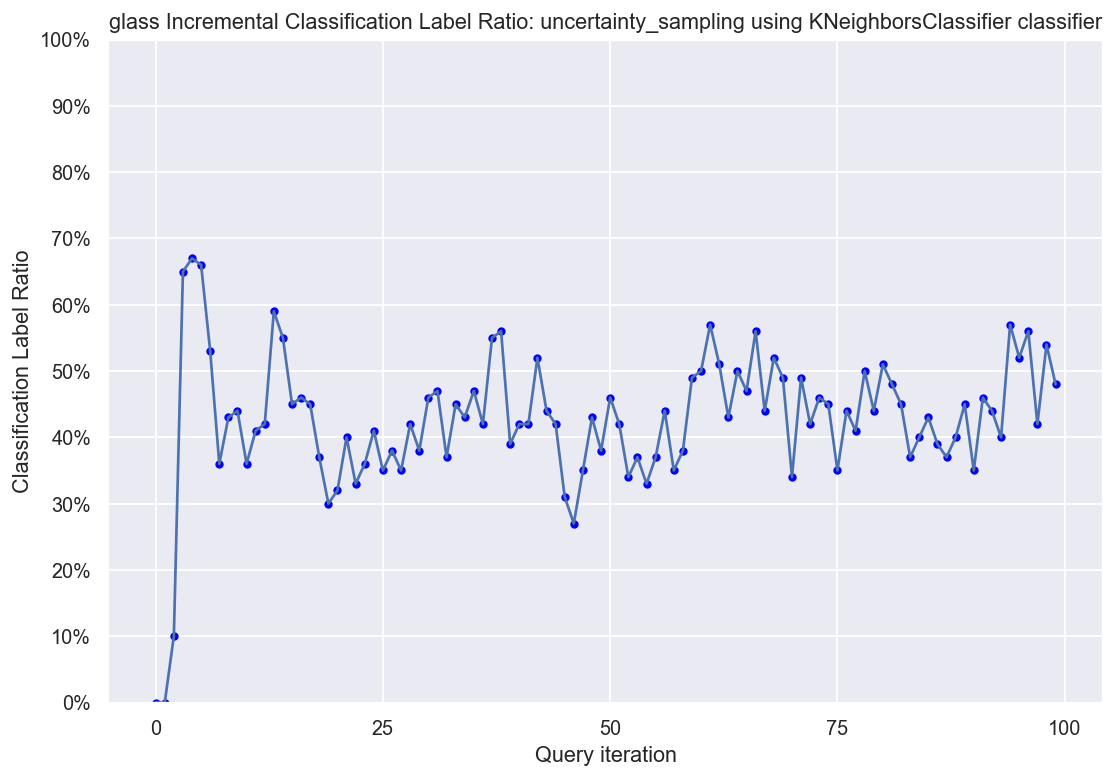 glass Incremental Classification Label Ratio: uncertainty_sampling using KNeighborsClassifier classifier
100%
90%
80%
70%
60%
50%
40%
30%
20%
10%
0%
Classification Label Ratio
0 25 50 75 100
Query iteration